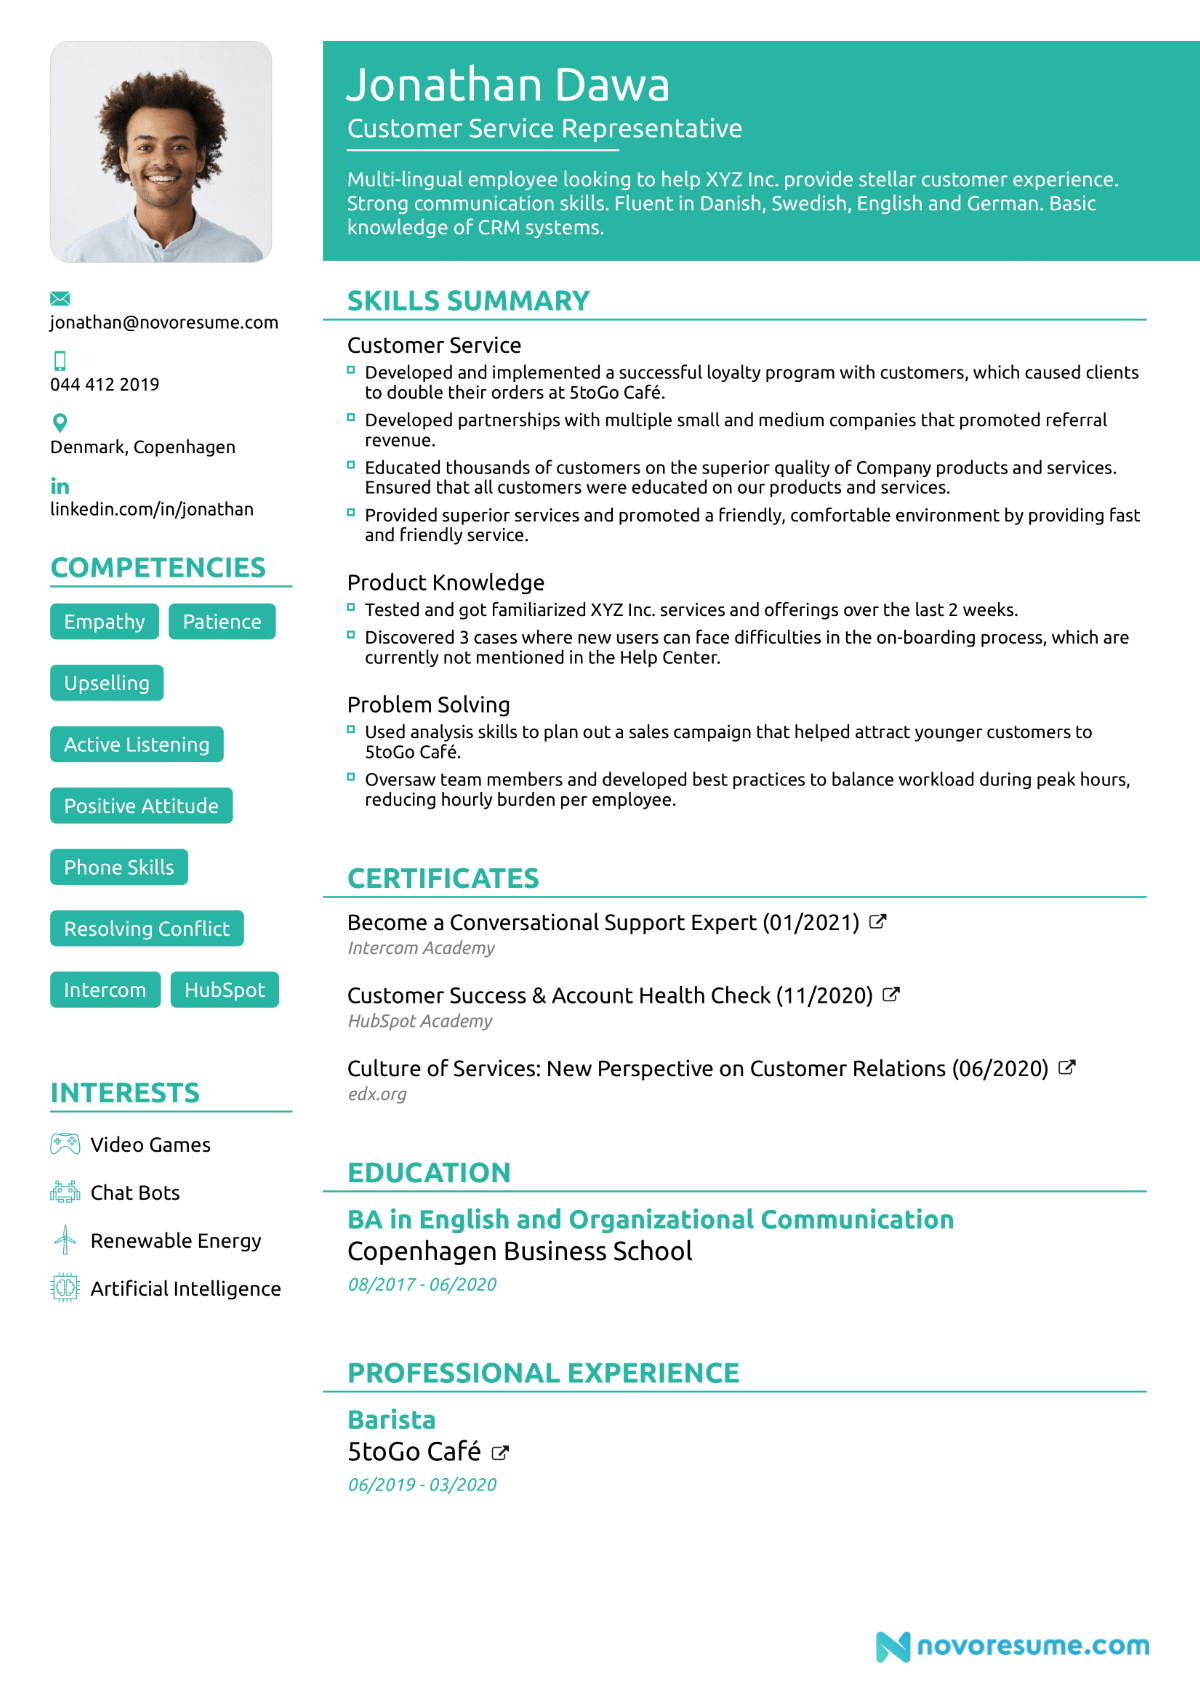 Jonathan Dawa
Customer Service Representative
Multi-lingual employee looking to help XYZ Inc. provide stellar customer experience.
Strong communication skills. Fluent in Danish, Swedish, English and German. Basic
knowledge of CRM systems.
jonathan@novoresume.com
044 412 2019
Denmark, Copenhagen
in
linkedin.com/in/jonathan
COMPETENCIES
Empathy Patience
Upselling
Active Listening
Positive Attitude
Phone Skills
Resolving Conflict
Intercom HubSpot
INTERESTS
Video Games
Chat Bots
Renewable Energy
Artificial Intelligence
SKILLS SUMMARY
Customer Service
Developed and implemented a successful loyalty program with customers, which caused clients
to double their orders at 5toGo Café.
Developed partnerships with multiple small and medium companies that promoted referral
revenue.
Educated thousands of customers on the superior quality of Company products and services.
Ensured that all customers were educated on our products and services.
Provided superior services and promoted a friendly, comfortable environment by providing fast
and friendly service.
Product Knowledge
Tested and got familiarized XYZ Inc. services and offerings over the last 2 weeks.
Discovered 3 cases where new users can face difficulties in the on-boarding process, which are
currently not mentioned in the Help Center.
Problem Solving
Used analysis skills to plan out a sales campaign that helped attract younger customers to
5toGo Café.
Oversaw team members and developed best practices to balance workload during peak hours,
reducing hourly burden per employee.
CERTIFICATES
Become a Conversational Support Expert (01/2021)
Intercom Academy
Customer Success & Account Health Check (11/2020)
HubSpot Academy
Culture of Services: New Perspective on Customer Relations (06/2020)
edx.org
EDUCATION
BA in English and Organizational Communication
Copenhagen Business School
08/2017 - 06/2020
PROFESSIONAL EXPERIENCE
Barista
5toGo Café
06/2019 - 03/2020
novoresume.com